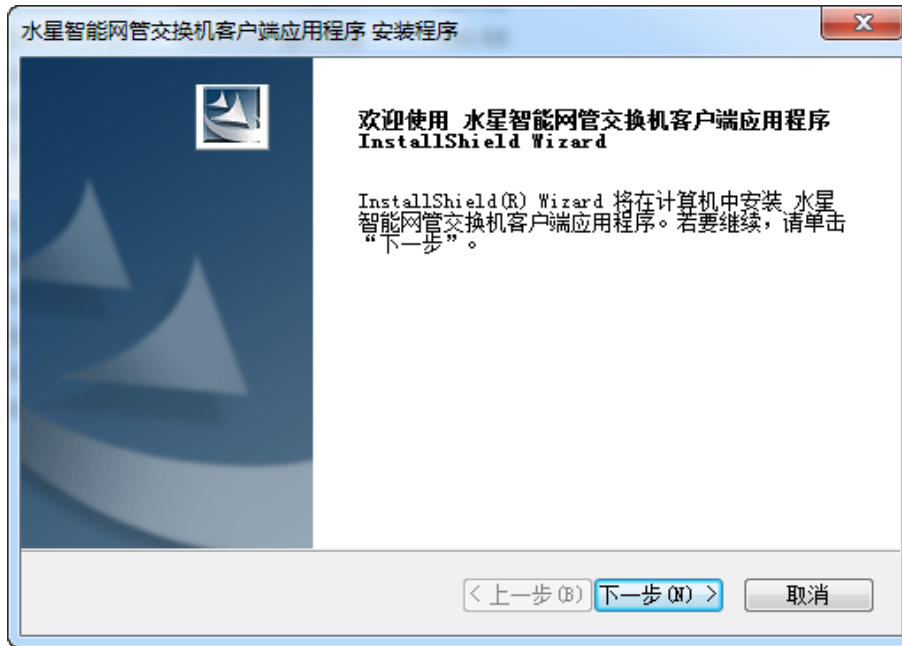 水星智能网管交换机客户端应用程序 安装程序
欢迎使用 水星智能网管交换机客户端应用程序
InstallShield Wizard
InstallShield(R) Wizard 将在计算机中安装 水星
智能网管交换机客户端应用程序。若要继续，请单击
“下一步”。
< 上一步(B)
下一步(N) >
取消